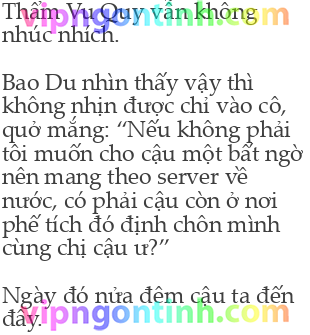 Thẩm Vu Quy vẫn không
nhúc nhích.
Bao Du nhìn thấy vậy thì
không nhịn được chỉ vào cô,
quở mắng: “Nếu không phải
tôi muốn cho cậu một bất ngờ
nên mang theo server về
nước, có phải cậu còn ở nơi
phế tích đó định chôn mình
cùng chị cậu ư?”
Ngày đó nửa đêm cậu ta đến
đây.
vipngontinh.com
vipngontinh.com